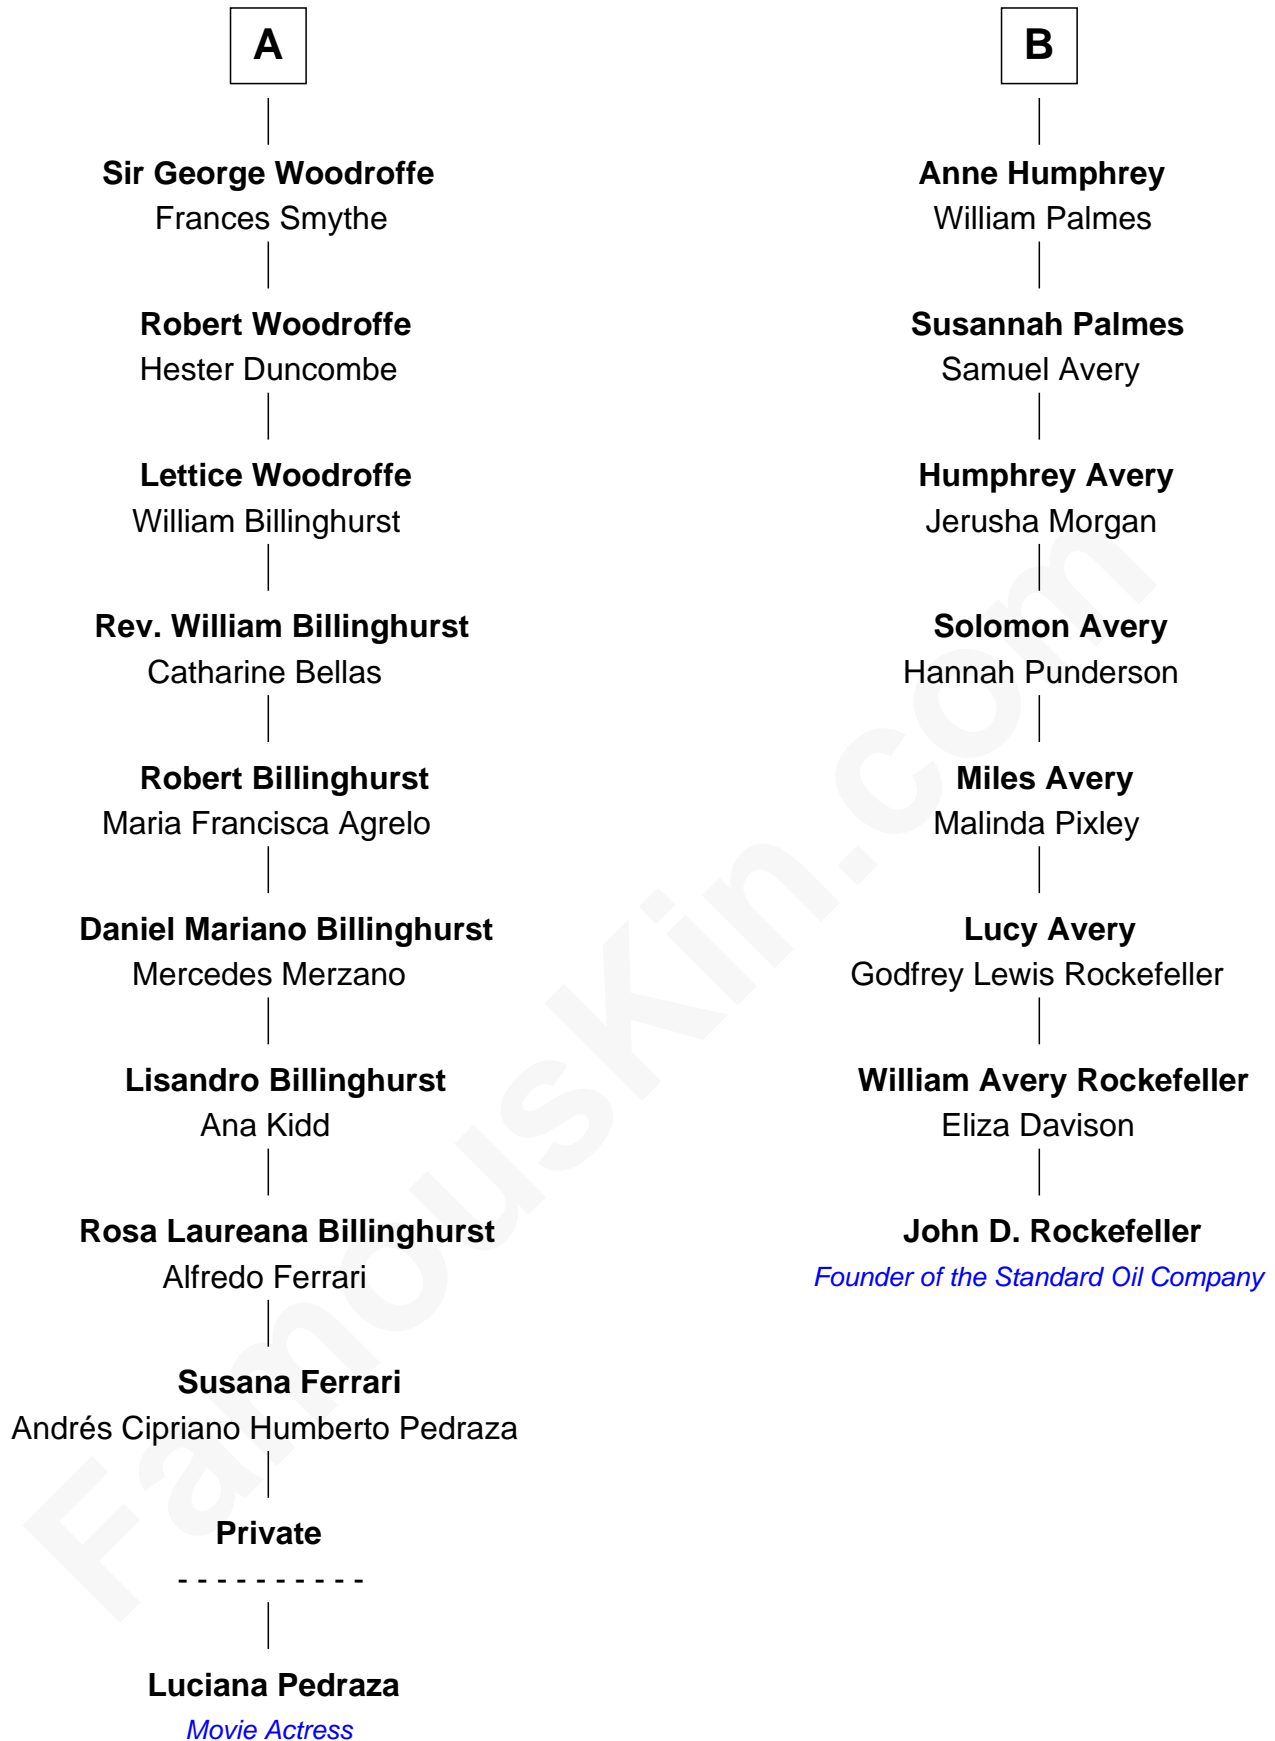 A
Sir George Woodroffe
Frances Smythe
Robert Woodroffe
Hester Duncombe
Lettice Woodroffe
William Billinghurst
Rev. William Billinghurst
Catharine Bellas
Robert Billinghurst
Maria Francisca Agrelo
Daniel Mariano Billinghurst
Mercedes Merzano
Lisandro Billinghurst
Ana Kidd
Rosa Laureana Billinghurst
Alfredo Ferrari
Susana Ferrari
Andrés Cipriano Humberto Pedraza
Private
- - - - - - - - - -
Luciana Pedraza
Movie Actress
B
Anne Humphrey
William Palmes
Susannah Palmes
Samuel Avery
Humphrey Avery
Jerusha Morgan
Solomon Avery
Hannah Punderson
Miles Avery
Malinda Pixley
Lucy Avery
Godfrey Lewis Rockefeller
William Avery Rockefeller
Eliza Davison
John D. Rockefeller
Founder of the Standard Oil Company
FamousKin.com